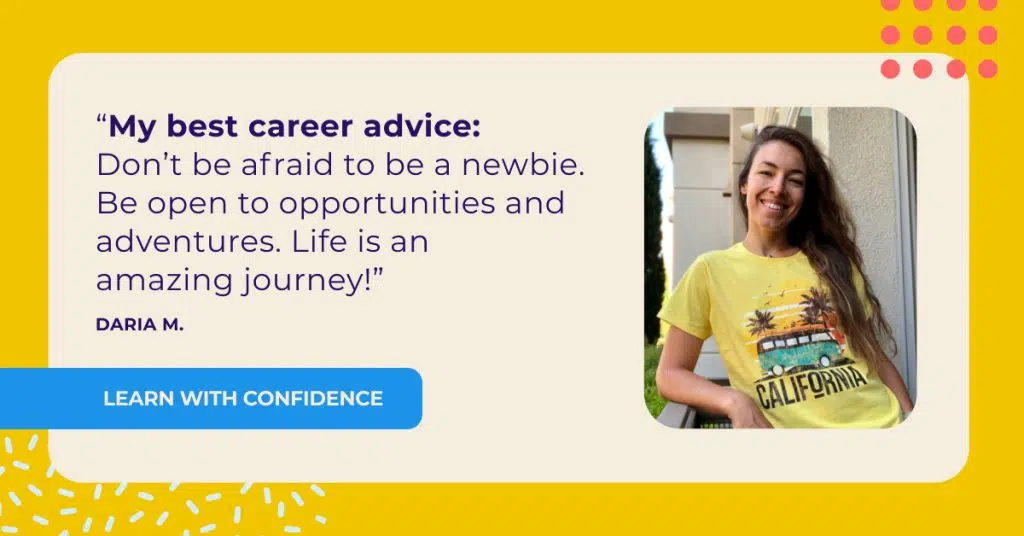 “My best career advice:
Don’t be afraid to be a newbie.
Be open to opportunities and
adventures. Life is an
amazing journey!”
DARIA M.
LEARN WITH CONFIDENCE
CALIFORNIA